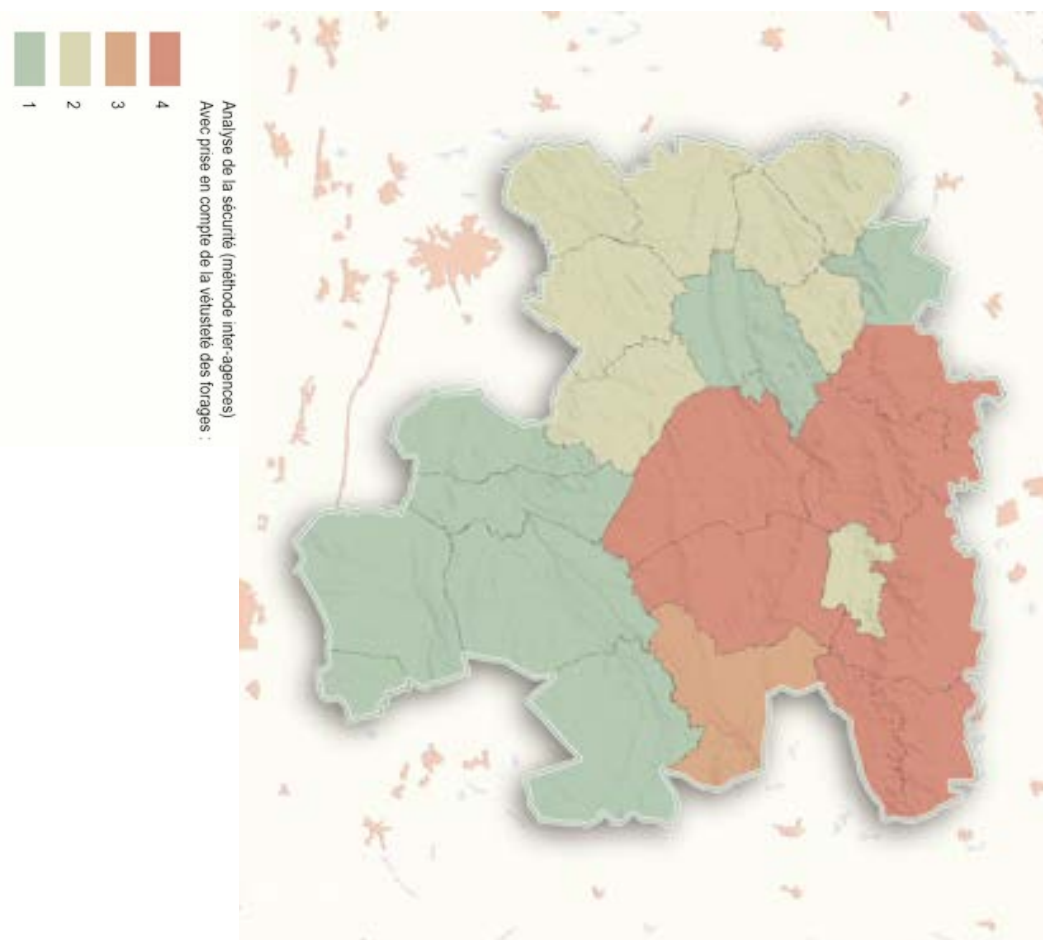 Analyse de la sécurité (méthode inter-agences)
Avec prise en compte de la vétusteté des forages :
4
3
2
1